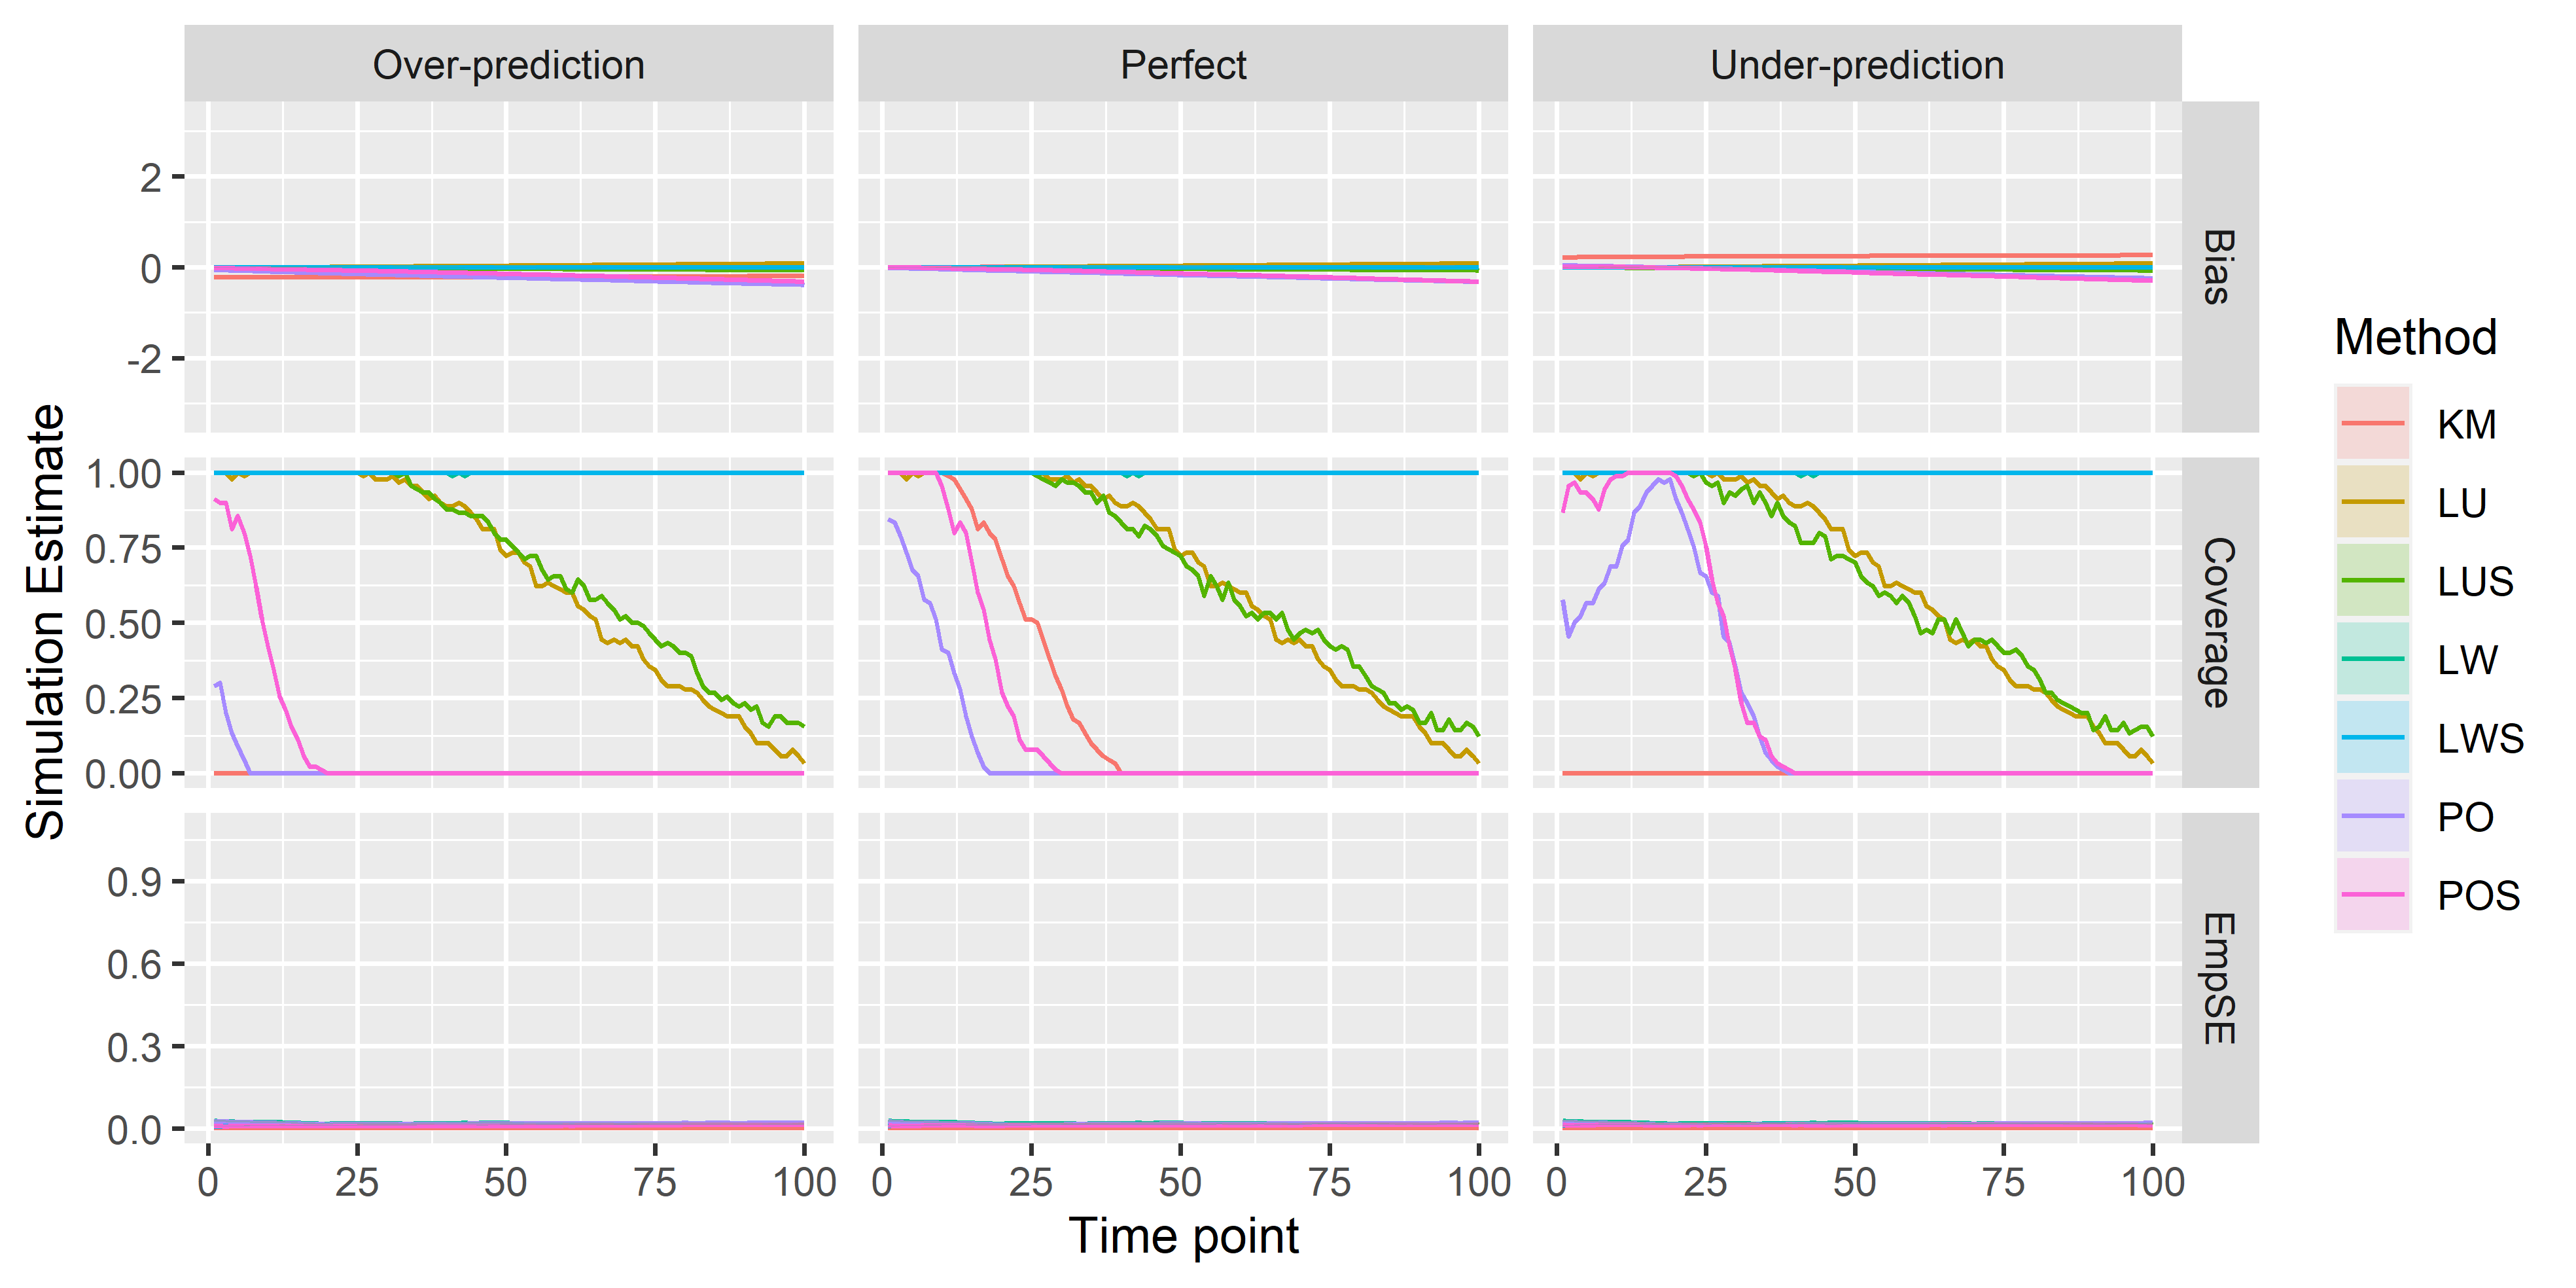 Over-prediction
Perfect
Under-prediction
2
0
-2
Bias
1.00
0.75
0.50
0.25
0.00
Coverage
0.9
0.6
0.3
0.0
EmpSE
0 25 50 75 100
0 25 50 75 100
0 25 50 75 100
Time point
Simulation Estimate
Method
KM
LU
LUS
LW
LWS
PO
POS